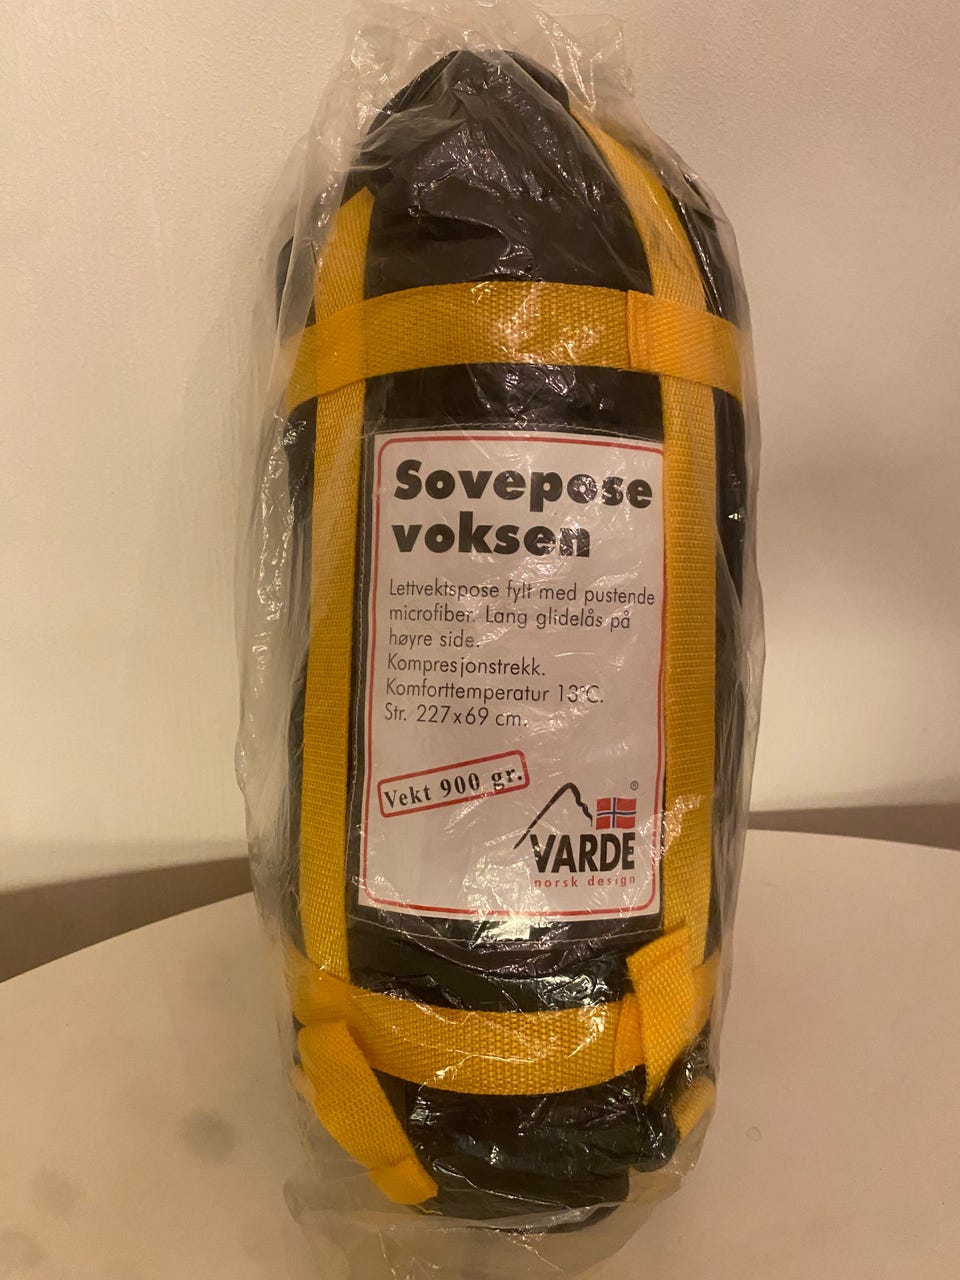 Sovepose
voksen
Lettvektspose fylt med pustende
microfiber. Lang glidelås på
høyre side.
Kompresjonstrekk.
Komforttemperatur 13°C.
Str. 227x69 cm.
Vekt 900 gr.
®
VARDE
norsk design